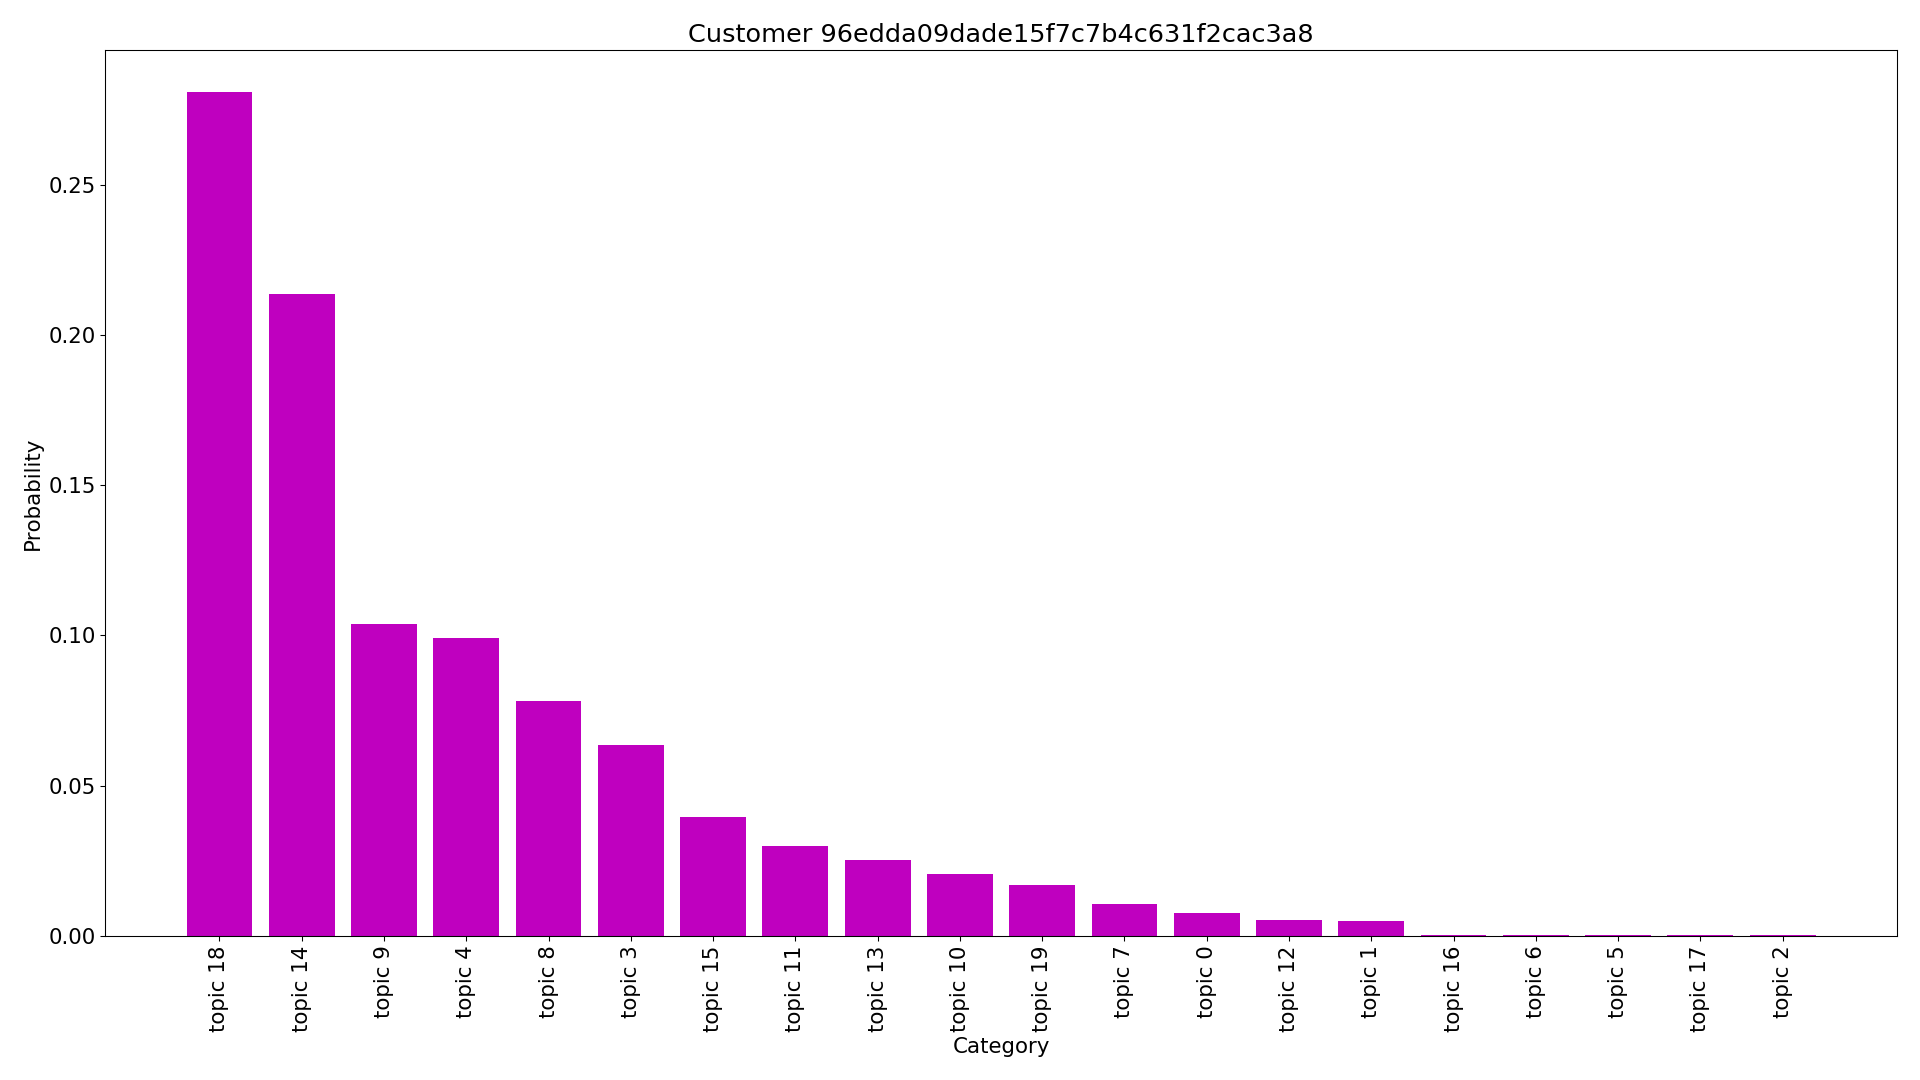 Customer 96edda09dade15f7c7b4c631f2cac3a8
Probability
0.25
0.20
0.15
0.10
0.05
0.00
topic 18
topic 14
topic 9
topic 4
topic 8
topic 3
topic 15
topic 11
topic 13
topic 10
topic 19
topic 7
topic 0
topic 12
topic 1
topic 16
topic 6
topic 5
topic 17
topic 2
Category